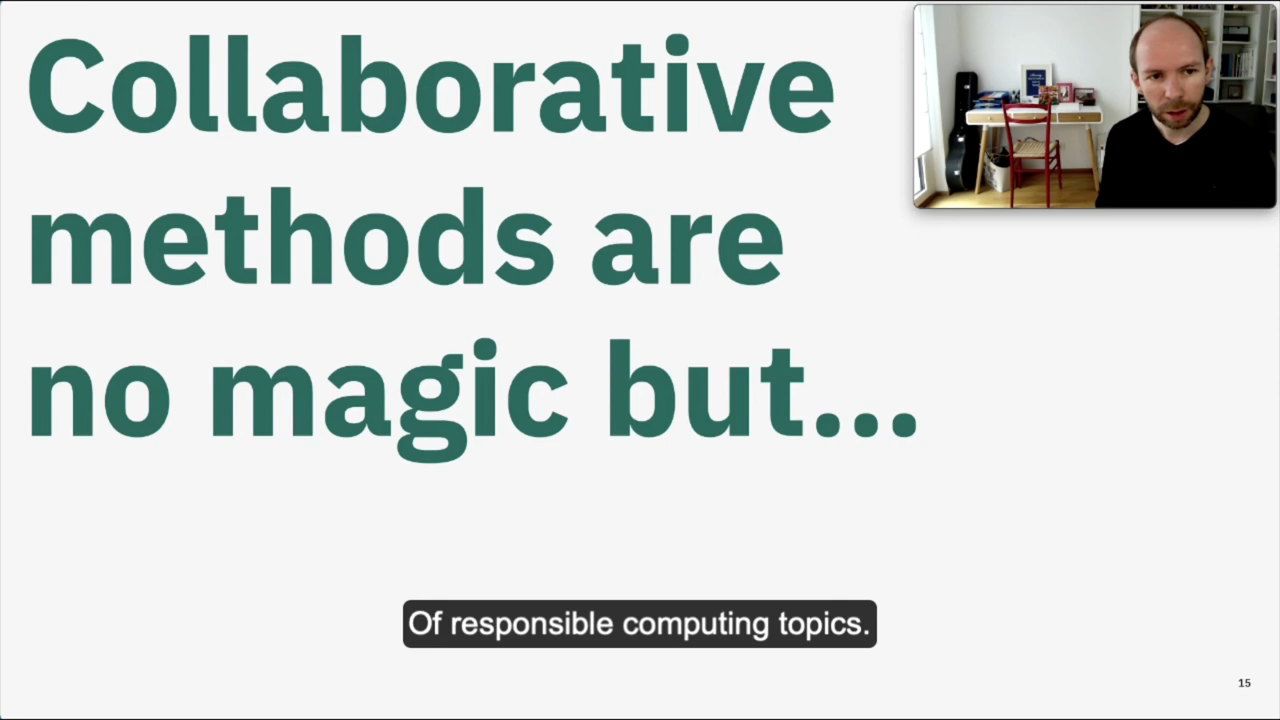 Collaborative
methods are
no magic but...
Of responsible computing topics.
15